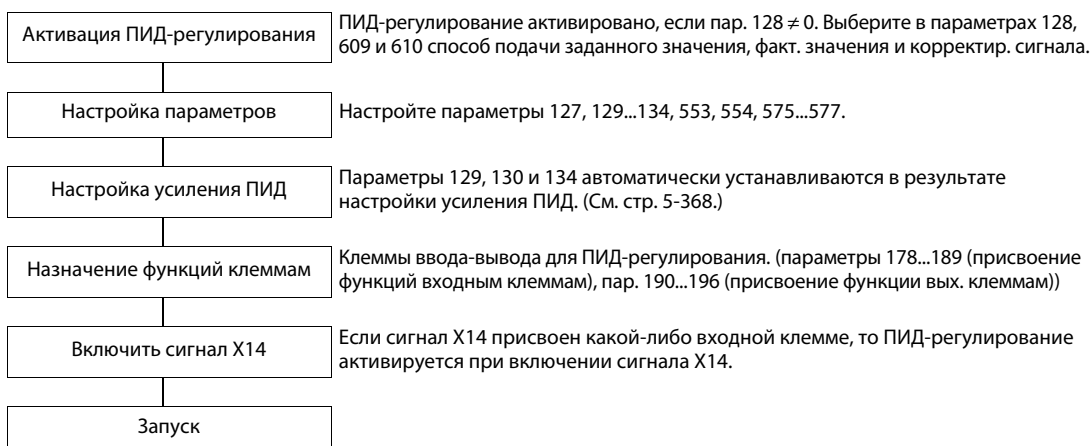 Активация ПИД-регулирования
ПИД-регулирование активировано, если пар. 128 ≠ 0. Выберите в параметрах 128,
609 и 610 способ подачи заданного значения, факт. значения и корректир. сигнала.
Настройка параметров
Настройте параметры 127, 129...134, 553, 554, 575...577.
Настройка усиления ПИД
Параметры 129, 130 и 134 автоматически устанавливаются в результате
настройки усиления ПИД. (См. стр. 5-368.)
Назначение функций клеммам
Клеммы ввода-вывода для ПИД-регулирования. (параметры 178...189 (присвоение
функций входным клеммам), пар. 190...196 (присвоение функции вых. клеммам))
Включить сигнал X14
Если сигнал X14 присвоен какой-либо входной клемме, то ПИД-регулирование
активируется при включении сигнала X14.
Запуск